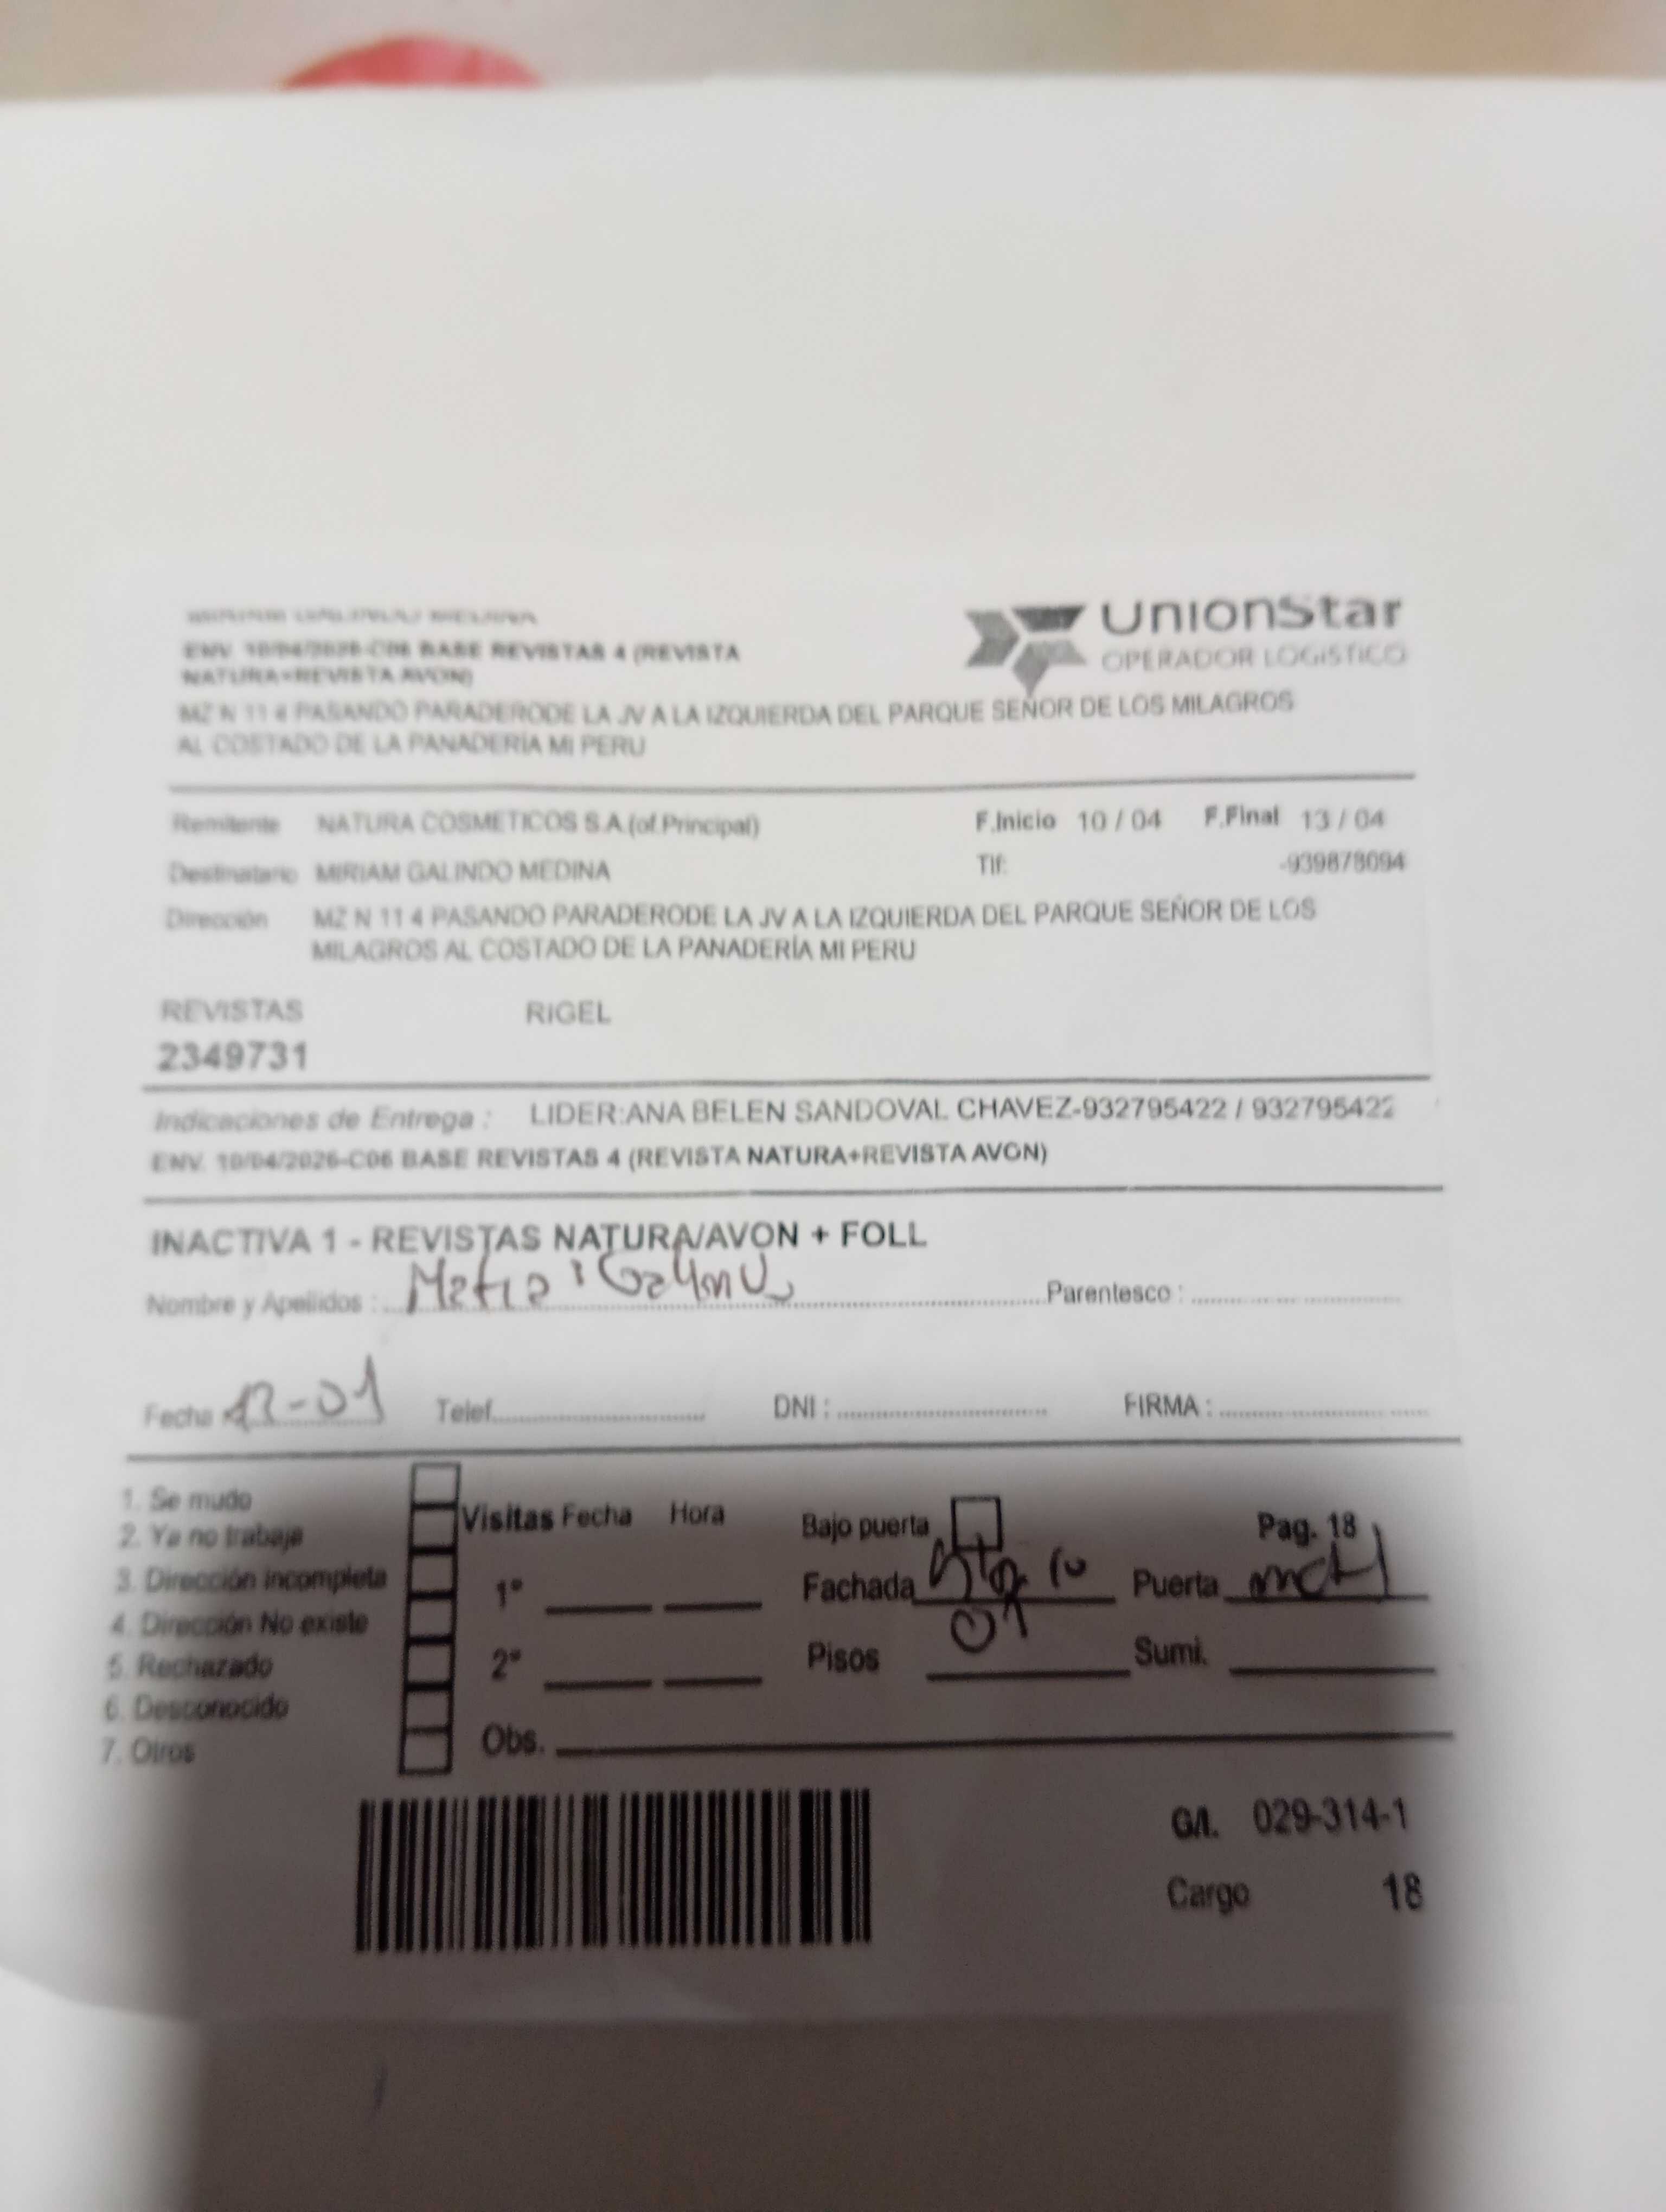 MIRIAM GALINDO MEDINA
ENV. 10/04/2026-C06 BASE REVISTAS 4 (REVISTA
NATURA+REVISTA AVON)
UnionStar
OPERADOR LOGÍSTICO
MZ N 11 4 PASANDO PARADERODE LA JV A LA IZQUIERDA DEL PARQUE SEÑOR DE LOS MILAGROS
AL COSTADO DE LA PANADERÍA MI PERU
Remitente NATURA COSMETICOS S.A.(of.Principal) F.Inicio 10 / 04 F.Final 13 / 04
Destinatario MIRIAM GALINDO MEDINA Tlf: -939878094
Dirección MZ N 11 4 PASANDO PARADERODE LA JV A LA IZQUIERDA DEL PARQUE SEÑOR DE LOS
MILAGROS AL COSTADO DE LA PANADERÍA MI PERU
REVISTAS RIGEL
2349731
Indicaciones de Entrega : LIDER:ANA BELEN SANDOVAL CHAVEZ-932795422 / 932795422
ENV. 10/04/2026-C06 BASE REVISTAS 4 (REVISTA NATURA+REVISTA AVON)
INACTIVA 1 - REVISTAS NATURA/AVON + FOLL
Nombre y Apellidos : Parentesco :
Fecha Telef. DNI : FIRMA :
1. Se mudo
2. Ya no trabaja
3. Dirección incompleta
4. Dirección No existe
5. Rechazado
6. Desconocido
7. Otros
Visitas Fecha Hora
1°
2°
Obs.
Bajo puerta Pag. 18
Fachada Puerta
Pisos Sumi.
G/I. 029-314-1
Cargo 18